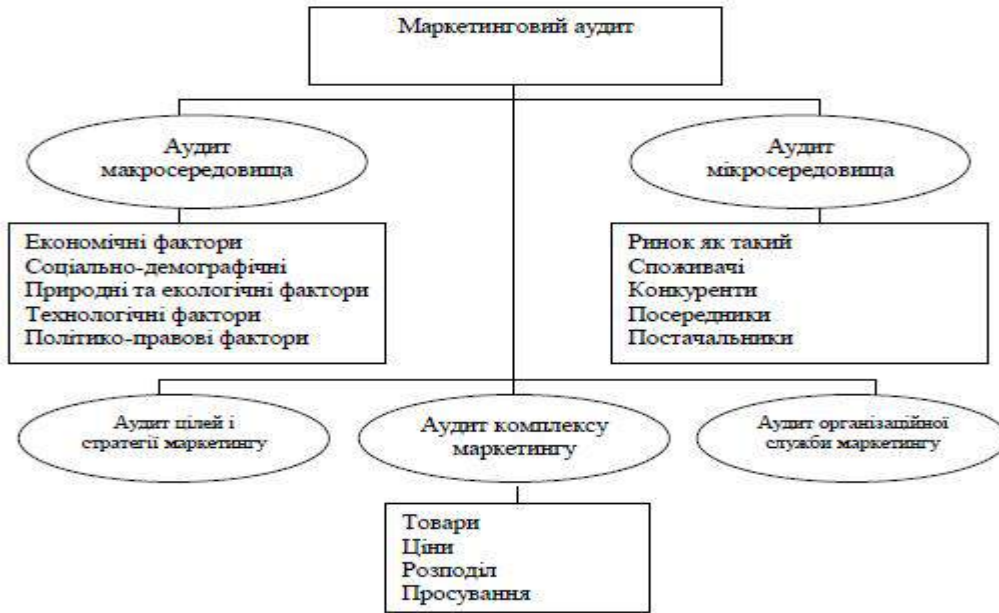 Маркетинговий аудит
Аудит
макросередовища
Аудит
мікросередовища
Економічні фактори
Соціально-демографічні
Природні та екологічні фактори
Технологічні фактори
Політико-правові фактори
Ринок як такий
Споживачі
Конкуренти
Посередники
Постачальники
Аудит цілей і
стратегії маркетингу
Аудит комплексу
маркетингу
Аудит організаційної
служби маркетингу
Товари
Ціни
Розподіл
Просування